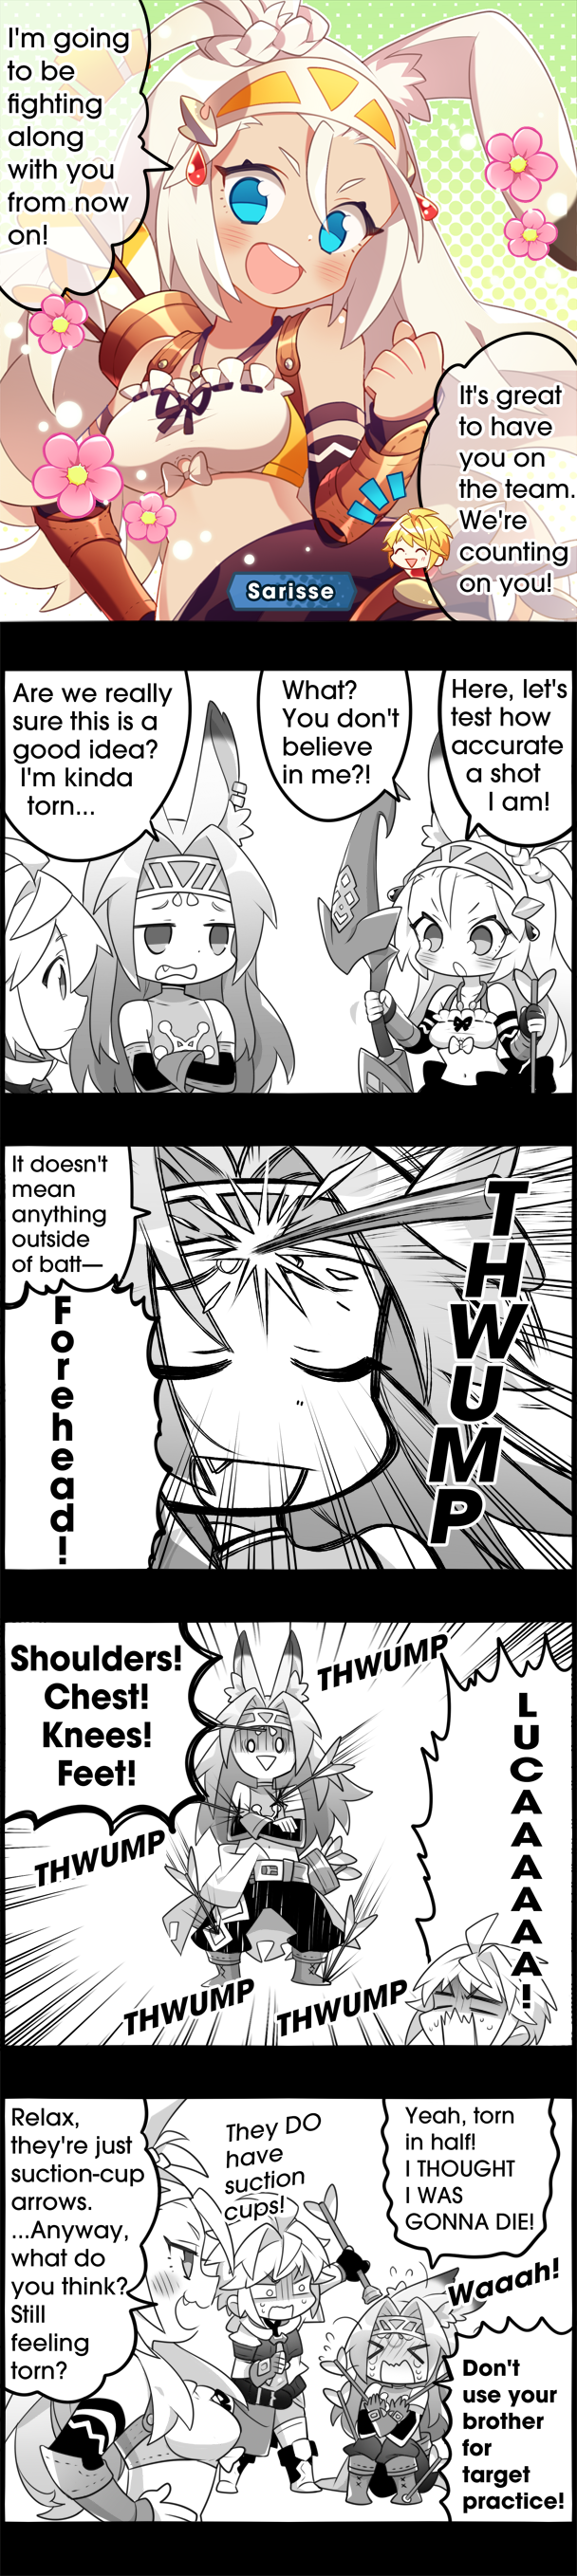 I'm going
to be
fighting
along
with you
from now
on!
It's great
to have
you on
the team.
We're
counting
on you!
Sarisse
Are we really
sure this is a
good idea?
I'm kinda
torn...
What?
You don't
believe
in me?!
Here, let's
test how
accurate
a shot
I am!
It doesn't
mean
anything
outside
of batt—
Forehead!
THWUMP
Shoulders!
Chest!
Knees!
Feet!
THWUMP
LUCAAAAAAA!
THWUMP
THWUMP
THWUMP
Relax,
they're just
suction-cup
arrows.
...Anyway,
what do
you think?
Still
feeling
torn?
They DO
have
suction
cups!
Yeah, torn
in half!
I THOUGHT
I WAS
GONNA DIE!
Waaah!
Don't
use your
brother
for
target
practice!